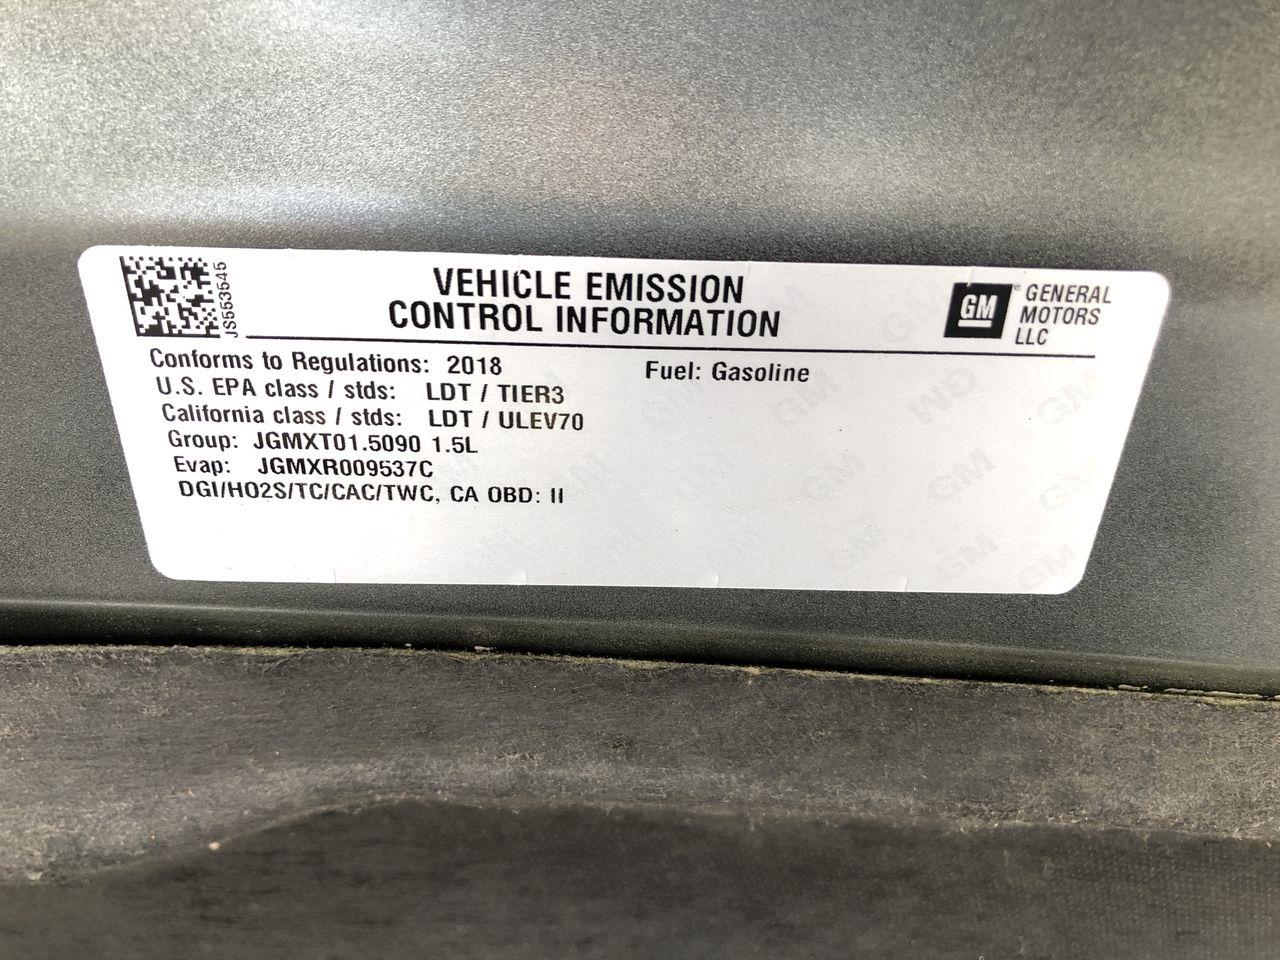 JS553545
VEHICLE EMISSION
CONTROL INFORMATION
GM
GENERAL
MOTORS
LLC
Conforms to Regulations: 2018
Fuel: Gasoline
U.S. EPA class / stds: LDT / TIER3
California class / stds: LDT / ULEV70
Group: JGMXT01.5090 1.5L
Evap: JGMXR009537C
DGI/HO2S/TC/CAC/TWC, CA OBD: II